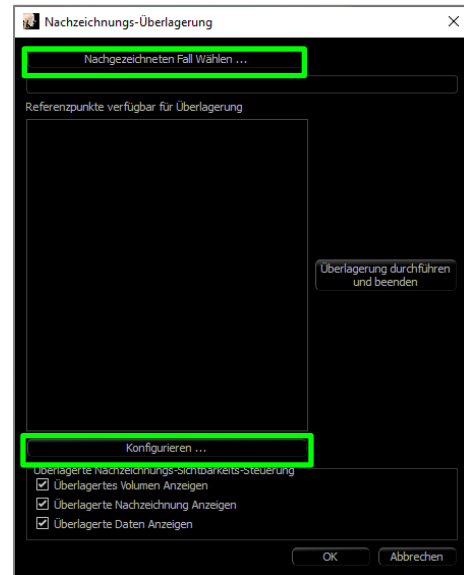 Nachzeichnungs-Überlagerung
Nachgezeichneten Fall Wählen ...
Referenzpunkte verfügbar für Überlagerung
Überlagerung durchführen
und beenden
Konfigurieren ...
Überlagerte Nachzeichnungs-Sichtbarkeits-Steuerung
Überlagertes Volumen Anzeigen
Überlagerte Nachzeichnung Anzeigen
Überlagerte Daten Anzeigen
OK
Abbrechen